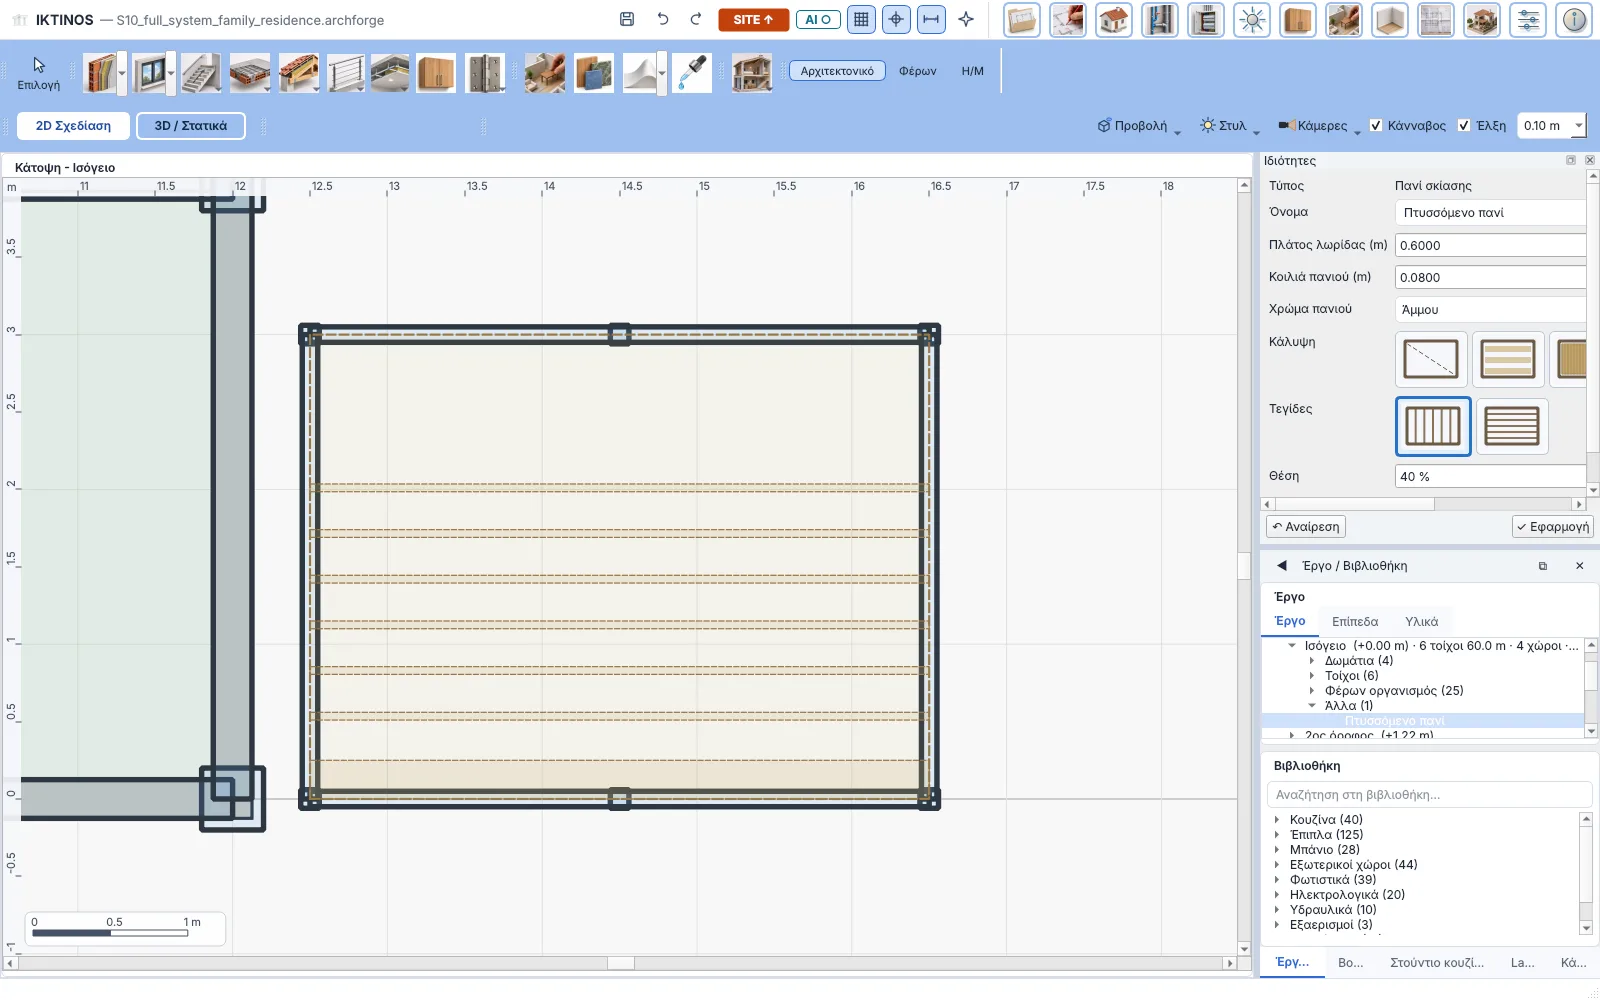 IKTINOS — S10_full_system_family_residence.archforge
SITE ↑
AI
Επιλογή
Αρχιτεκτονικό
Φέρων
Η/Μ
2D Σχεδίαση
3D / Στατικά
Προβολή
Στυλ
Κάμερες
Κάνναβος
Έλξη
0.10 m
Κάτοψη - Ισόγειο
m
11
11.5
12
12.5
13
13.5
14
14.5
15
15.5
16
16.5
17
17.5
18
3.5
3
2.5
2
1.5
1
0.5
0
-0.5
-1
0
0.5
1 m
Ιδιότητες
Τύπος
Πανί σκίασης
Όνομα
Πτυσσόμενο πανί
Πλάτος λωρίδας (m)
0.6000
Κοιλιά πανιού (m)
0.0800
Χρώμα πανιού
Άμμου
Κάλυψη
Τεγίδες
Θέση
40 %
↶ Αναίρεση
✓ Εφαρμογή
Έργο / Βιβλιοθήκη
Έργο
Έργο
Επίπεδα
Υλικά
Ισόγειο (+0.00 m) · 6 τοίχοι 60.0 m · 4 χώροι ·...
Δωμάτια (4)
Τοίχοι (6)
Φέρων οργανισμός (25)
Άλλα (1)
Πτυσσόμενο πανί
2ος όροφος (+1.22 m)
Βιβλιοθήκη
Αναζήτηση στη βιβλιοθήκη...
Κουζίνα (40)
Έπιπλα (125)
Μπάνιο (28)
Εξωτερικοί χώροι (44)
Φωτιστικά (39)
Ηλεκτρολογικά (20)
Υδραυλικά (10)
Εξαερισμοί (3)
Έργ...
Βο...
Στούντιο κουζί...
La...
Κά...